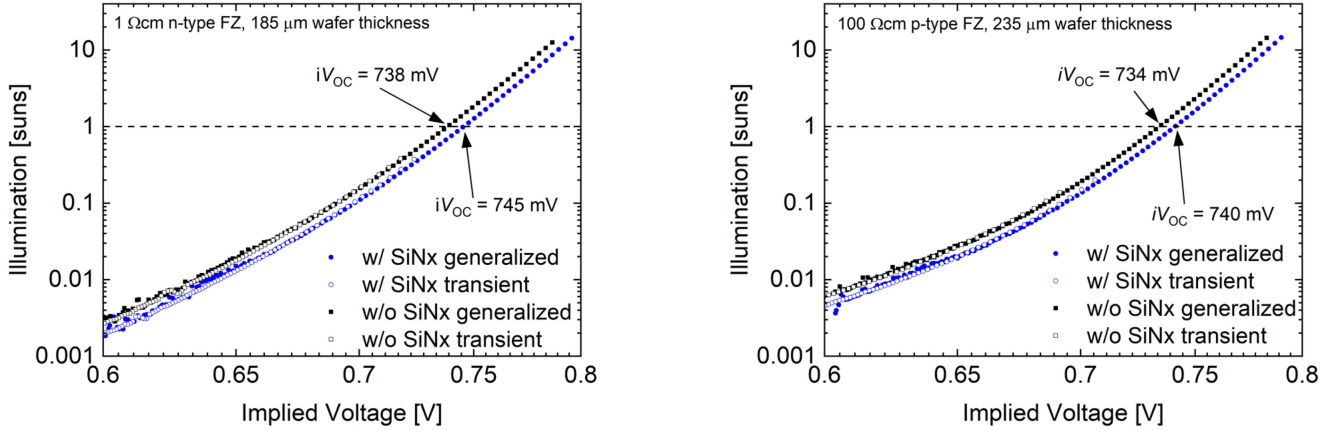 1 Ωcm n-type FZ, 185 μm wafer thickness
10
1
0.1
0.01
0.001
Illumination [suns]
iVOC = 738 mV
iVOC = 745 mV
w/ SiNx generalized
w/ SiNx transient
w/o SiNx generalized
w/o SiNx transient
0.6 0.65 0.7 0.75 0.8
Implied Voltage [V]
100 Ωcm p-type FZ, 235 μm wafer thickness
10
1
0.1
0.01
0.001
Illumination [suns]
iVOC = 734 mV
iVOC = 740 mV
w/ SiNx generalized
w/ SiNx transient
w/o SiNx generalized
w/o SiNx transient
0.6 0.65 0.7 0.75 0.8
Implied Voltage [V]